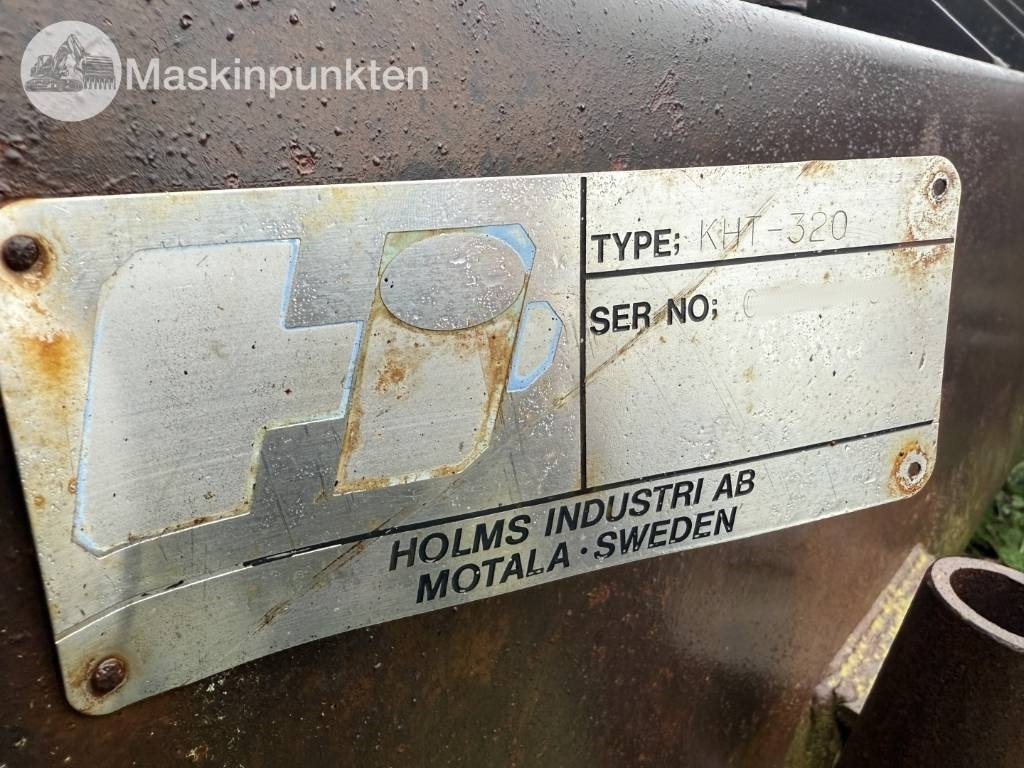 Maskinpunkten
TYPE; KHT-320
SER NO;
HOLMS INDUSTRI AB
MOTALA · SWEDEN